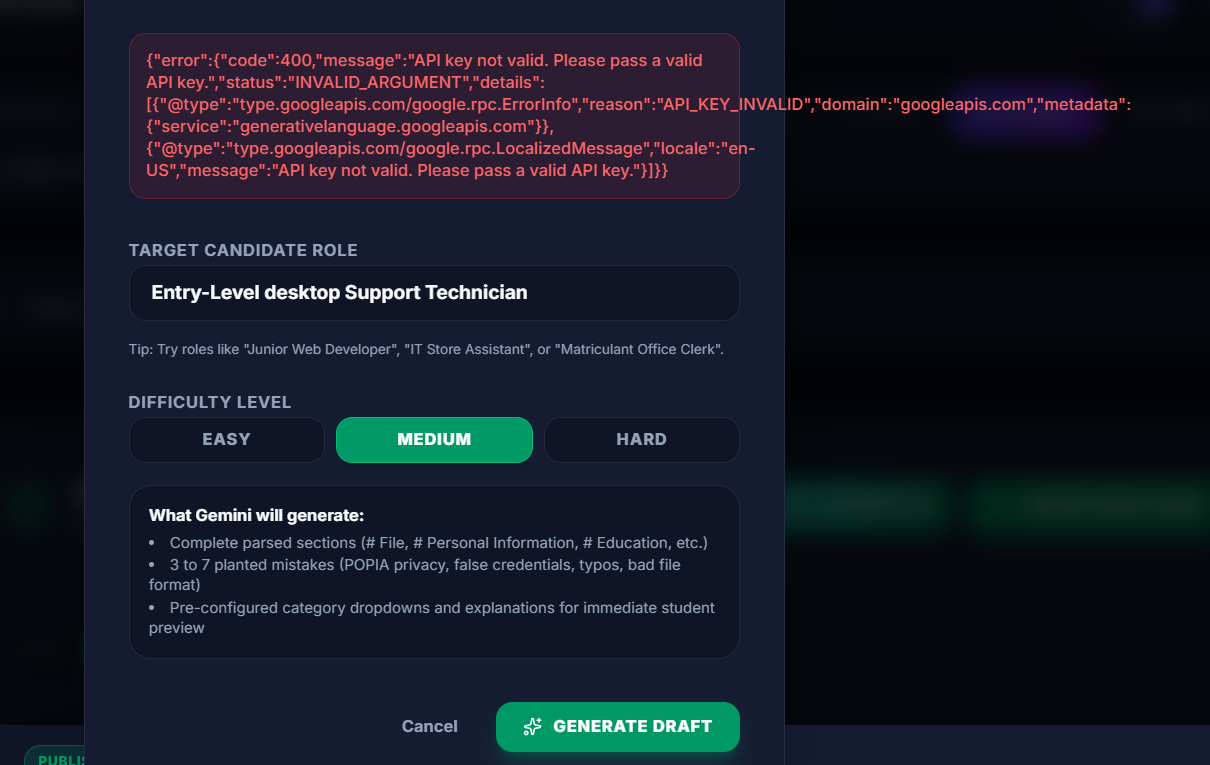 {"error":{"code":400,"message":"API key not valid. Please pass a valid
API key.","status":"INVALID_ARGUMENT","details":
[{"@type":"type.googleapis.com/google.rpc.ErrorInfo","reason":"API_KEY_INVALID","domain":"googleapis.com","metadata":
{"service":"generativelanguage.googleapis.com"}},
{"@type":"type.googleapis.com/google.rpc.LocalizedMessage","locale":"en-
US","message":"API key not valid. Please pass a valid API key."}]}}
TARGET CANDIDATE ROLE
Entry-Level desktop Support Technician
Tip: Try roles like "Junior Web Developer", "IT Store Assistant", or "Matriculant Office Clerk".
DIFFICULTY LEVEL
EASY MEDIUM HARD
What Gemini will generate:
• Complete parsed sections (# File, # Personal Information, # Education, etc.)
• 3 to 7 planted mistakes (POPIA privacy, false credentials, typos, bad file
format)
• Pre-configured category dropdowns and explanations for immediate student
preview
Cancel GENERATE DRAFT